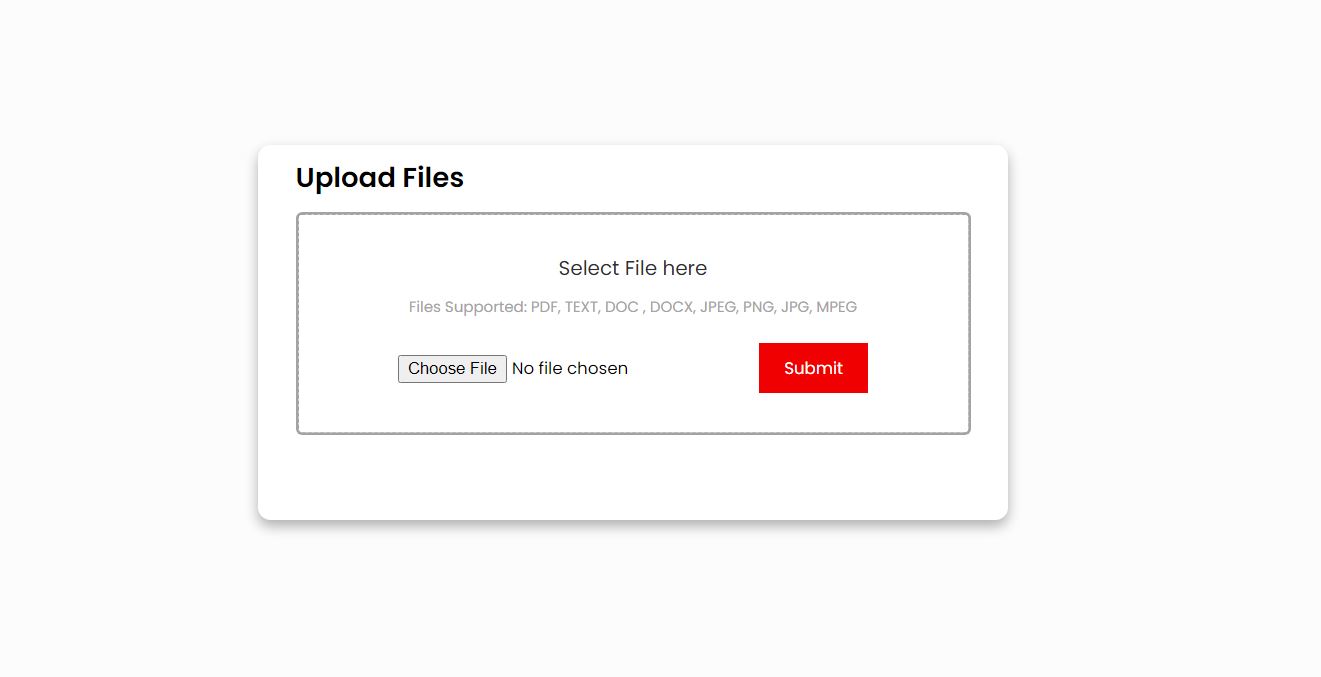 Upload Files
Select File here
Files Supported: PDF, TEXT, DOC , DOCX, JPEG, PNG, JPG, MPEG
Choose File No file chosen Submit